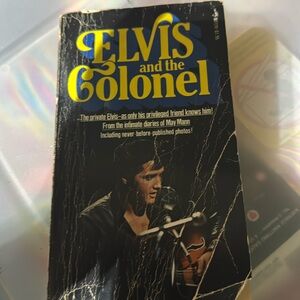 ELVIS
and the
Colonel
The private Elvis-as only his privileged friend knows him!
From the intimate diaries of May Mann
Including never-before-published photos!